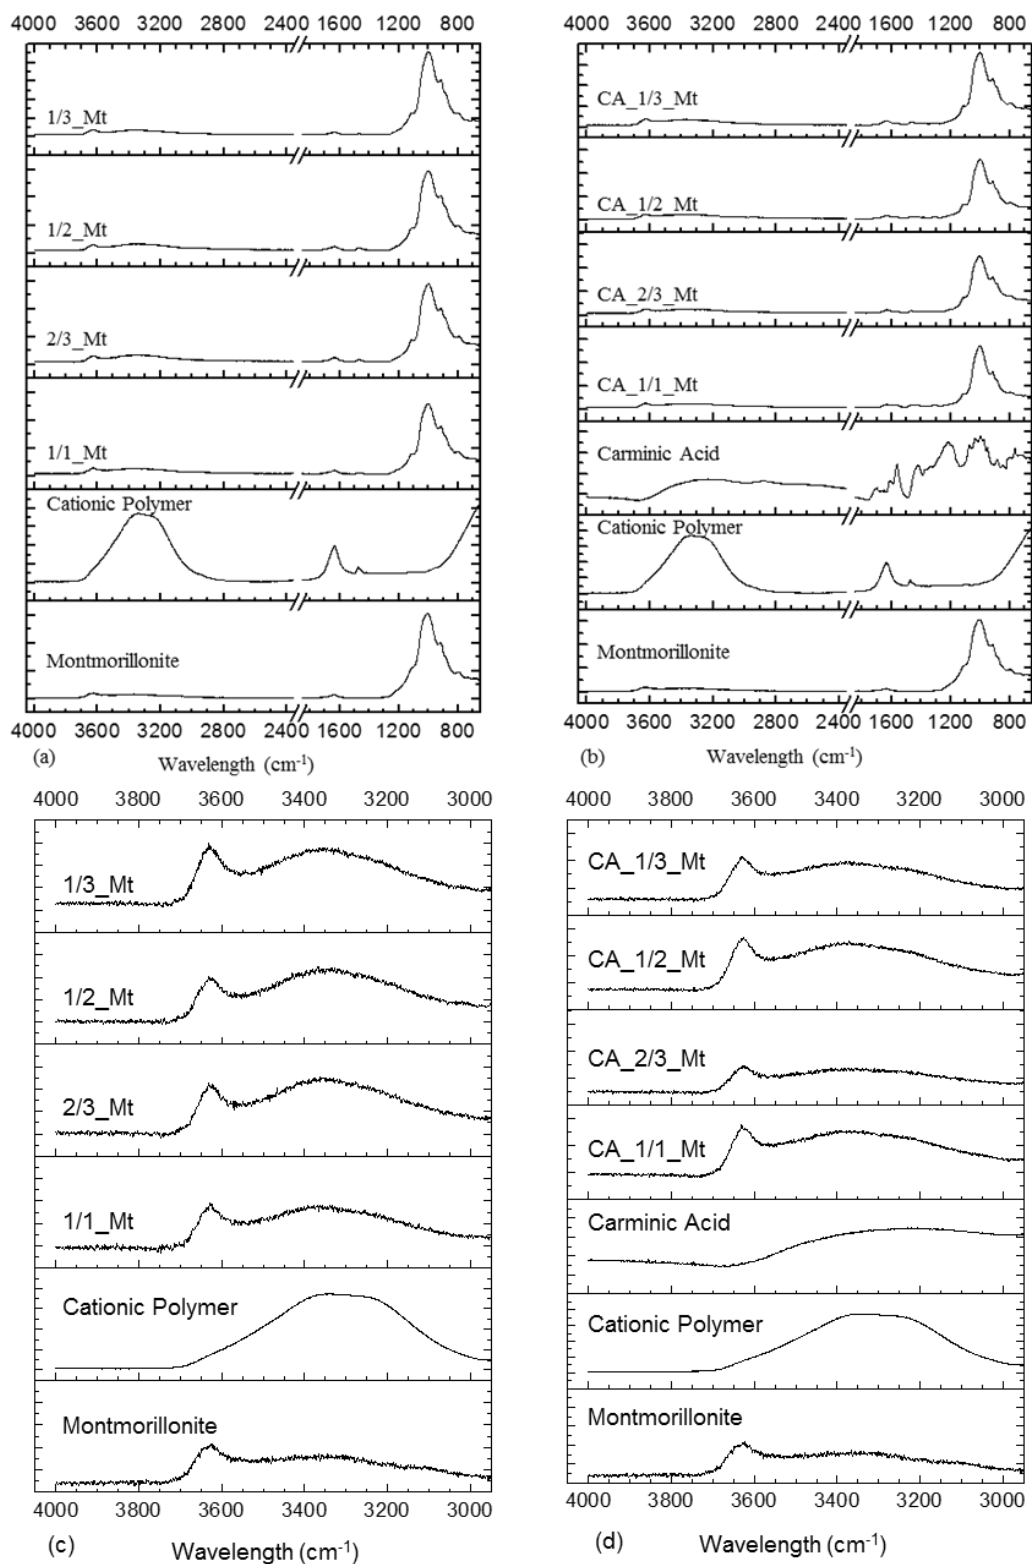 4000 3600 3200 2800 2400 1600 1200 800
1/3_Mt
1/2_Mt
2/3_Mt
1/1_Mt
Cationic Polymer
Montmorillonite
4000 3600 3200 2800 2400 1600 1200 800
(a)
Wavelength (cm⁻¹)
4000 3600 3200 2800 2400 1600 1200 800
CA_1/3_Mt
CA_1/2_Mt
CA_2/3_Mt
CA_1/1_Mt
Carminic Acid
Cationic Polymer
Montmorillonite
4000 3600 3200 2800 2400 1600 1200 800
(b)
Wavelength (cm⁻¹)
4000 3800 3600 3400 3200 3000
1/3_Mt
1/2_Mt
2/3_Mt
1/1_Mt
Cationic Polymer
Montmorillonite
4000 3800 3600 3400 3200 3000
(c)
Wavelength (cm⁻¹)
4000 3800 3600 3400 3200 3000
CA_1/3_Mt
CA_1/2_Mt
CA_2/3_Mt
CA_1/1_Mt
Carminic Acid
Cationic Polymer
Montmorillonite
4000 3800 3600 3400 3200 3000
(d)
Wavelength (cm⁻¹)